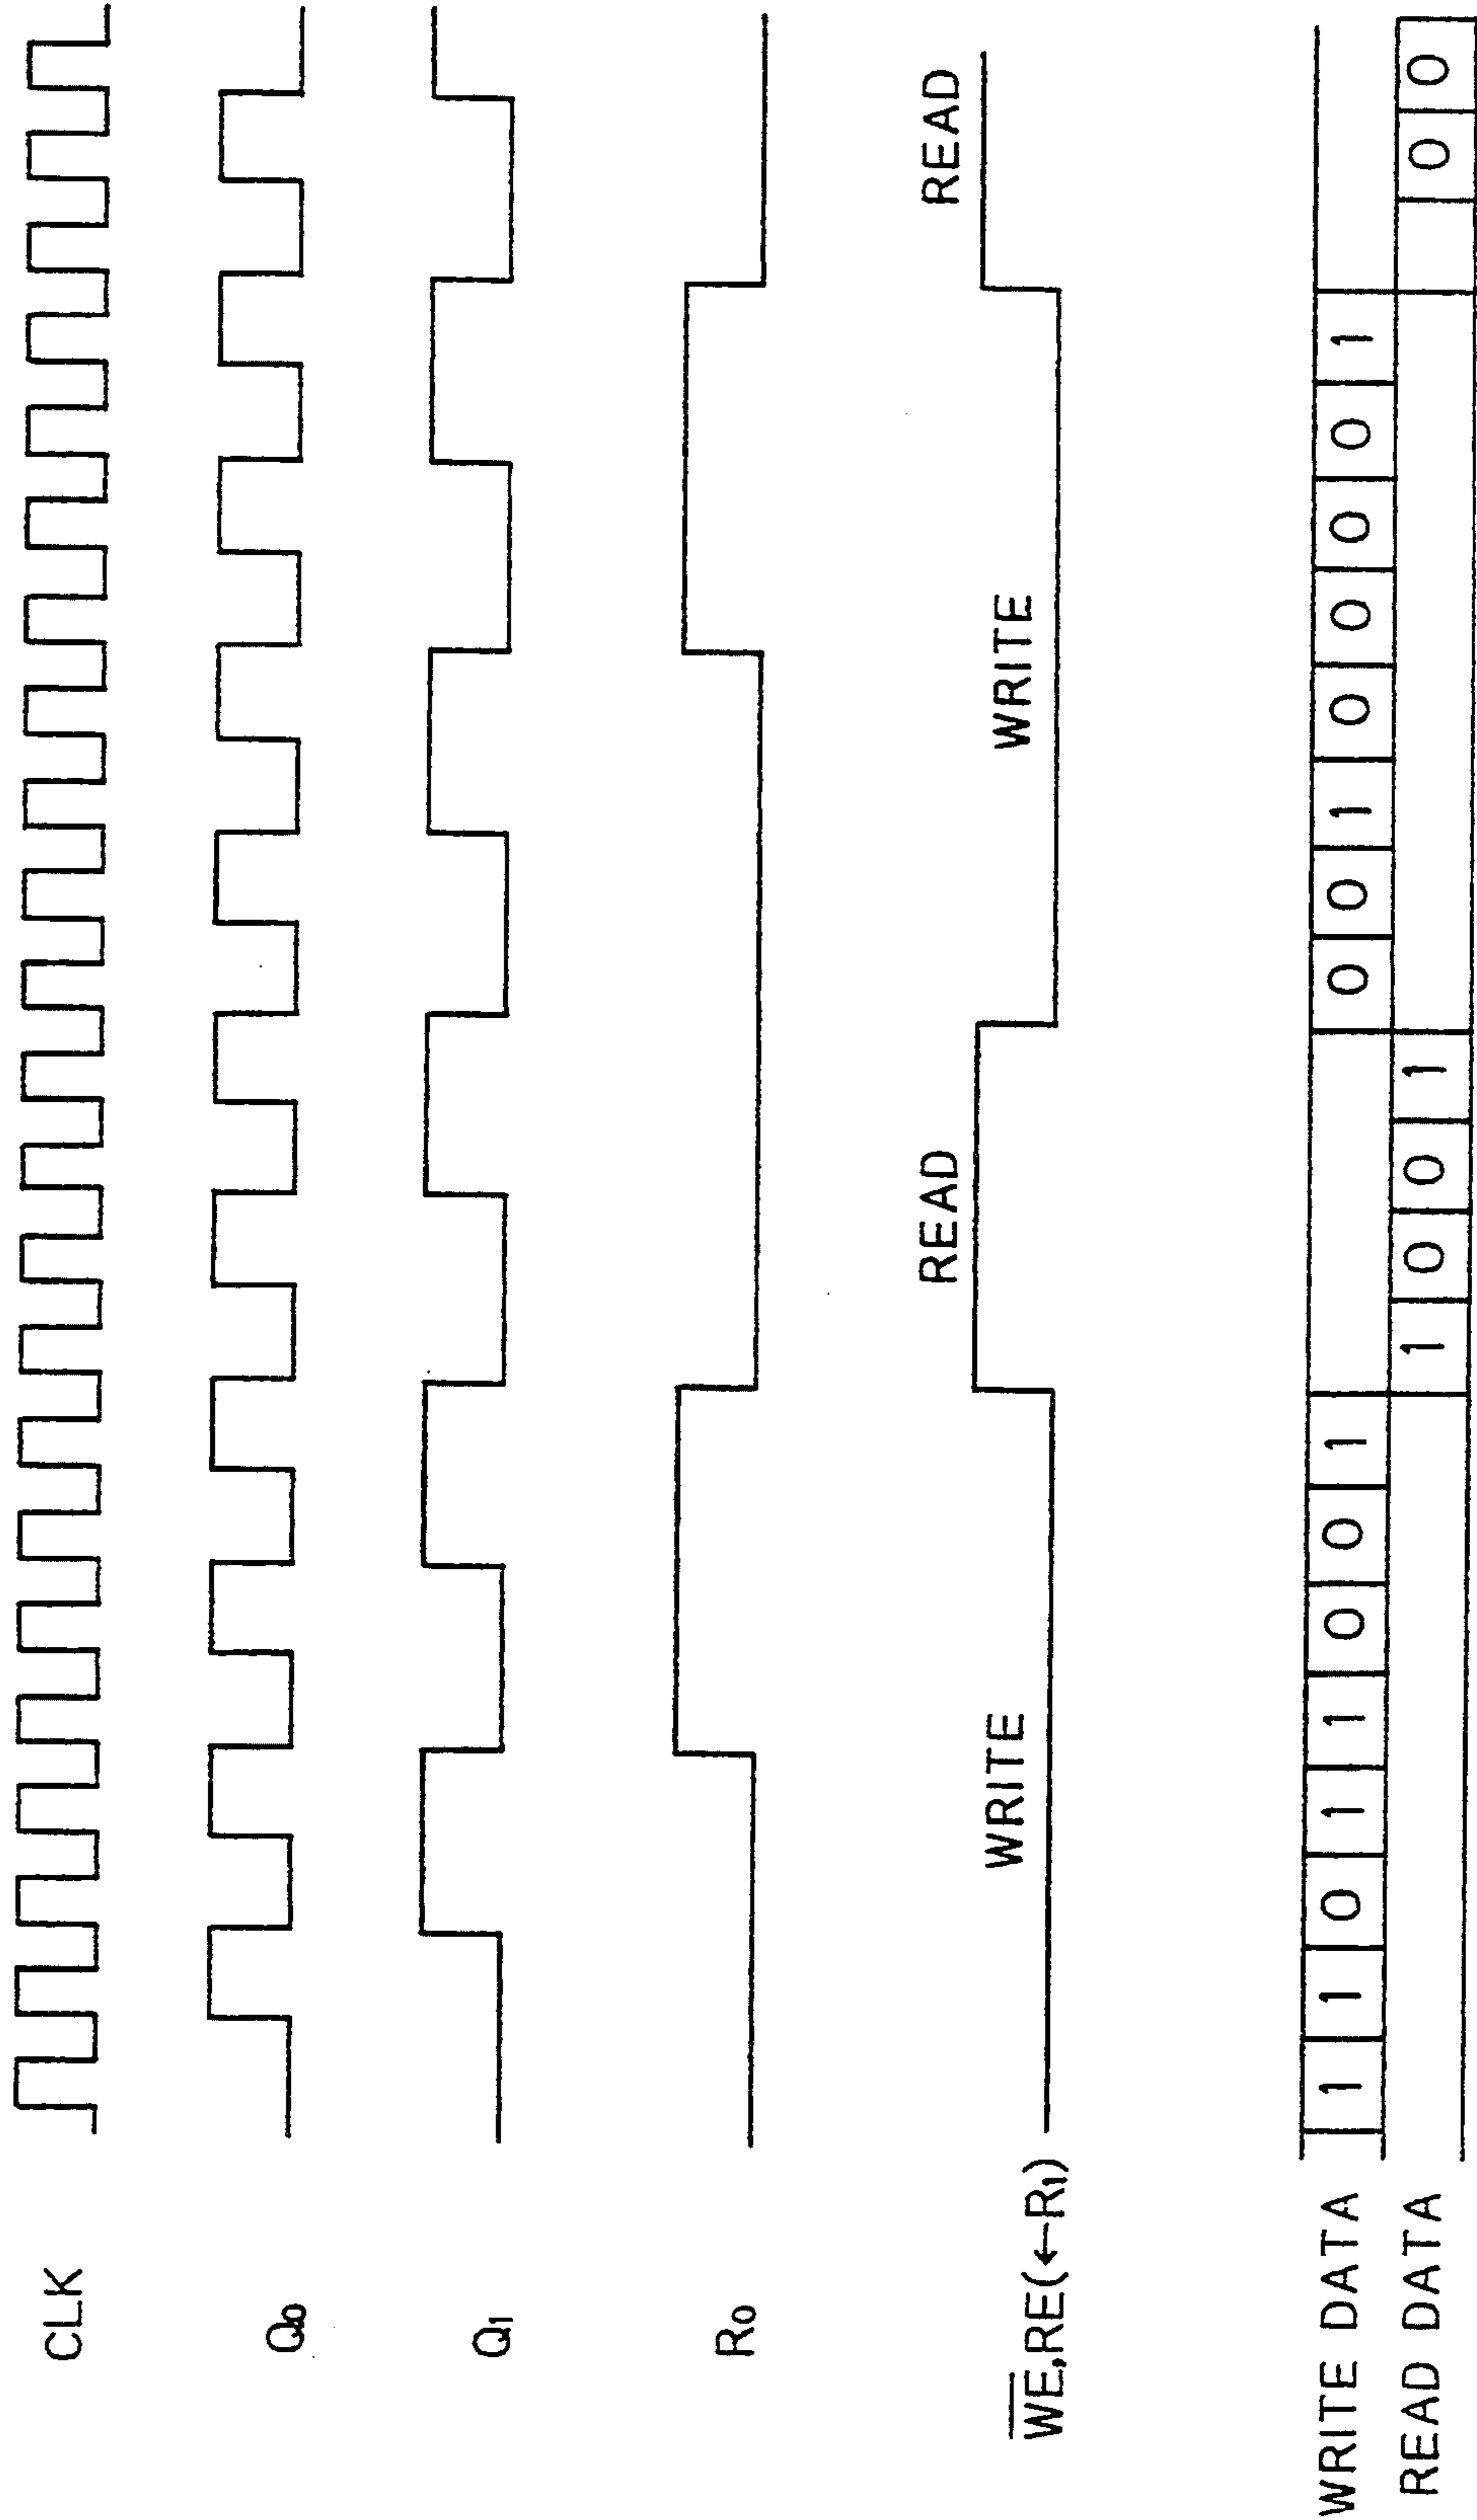 CLK
Q0
Q1
R0
W̅E̅,RE(←R1) WRITE READ WRITE READ
WRITE DATA 1 1 0 1 1 0 0 1 0 0 1 0 0 0 0 1
READ DATA 1 0 0 1 0 0